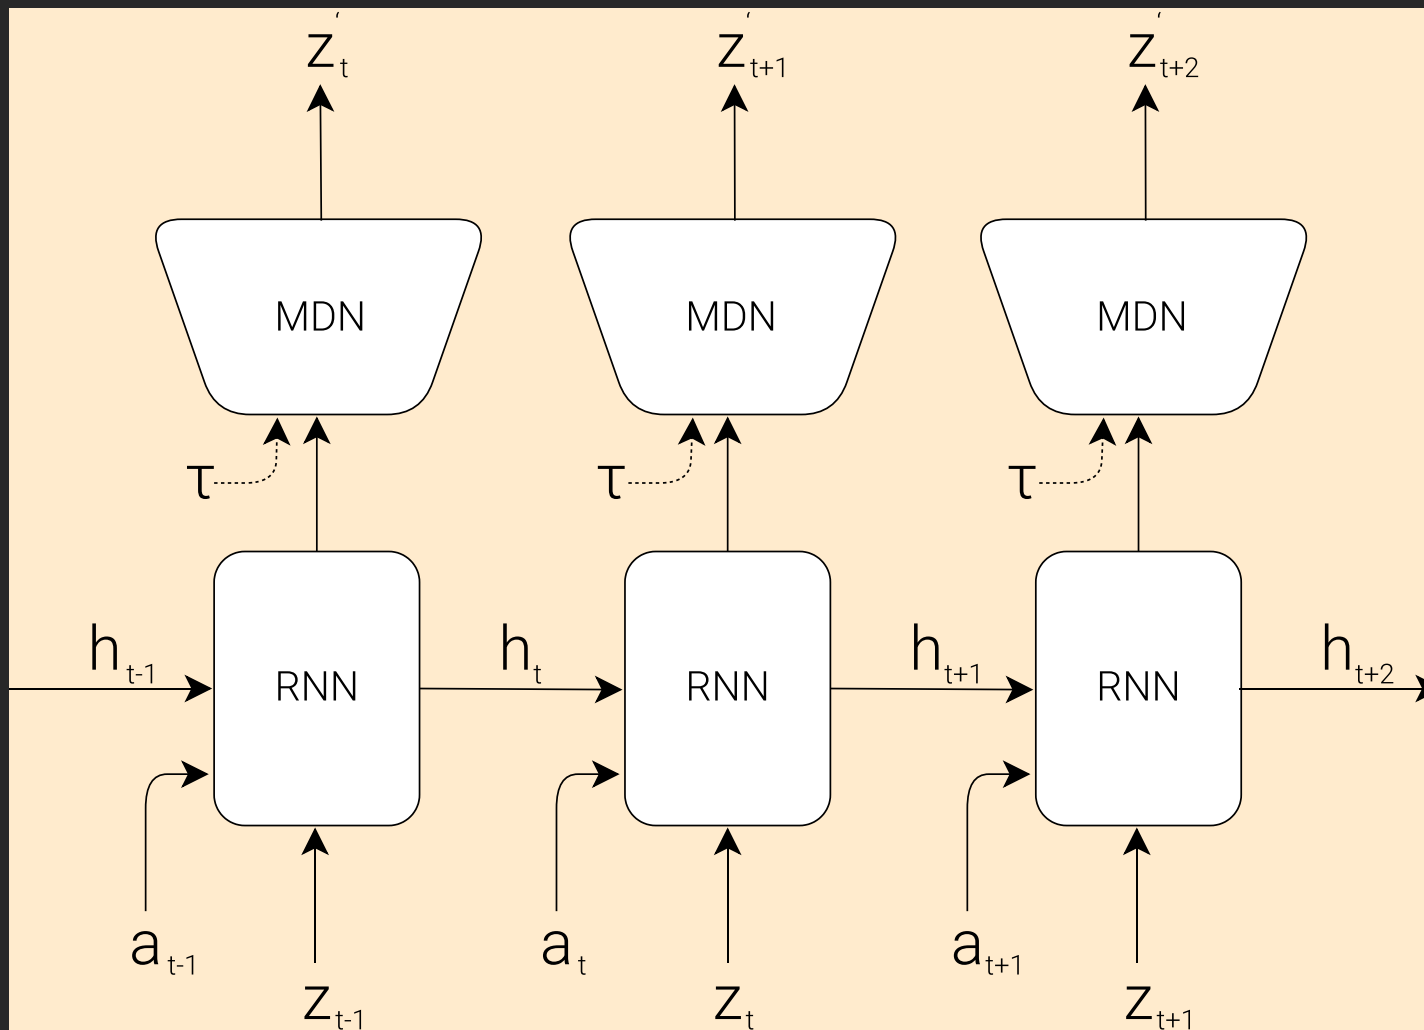 z′t z′t+1 z′t+2
MDN MDN MDN
τ τ τ
ht-1 ht ht+1 ht+2
RNN RNN RNN
at-1 at at+1
zt-1 zt zt+1